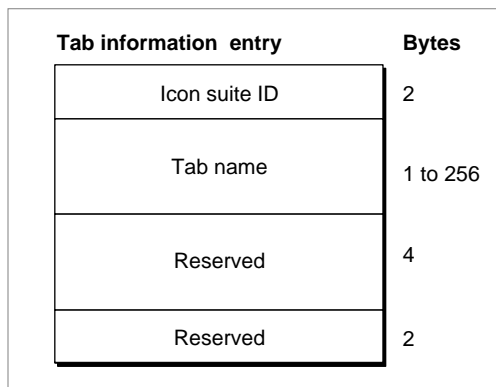 Tab information entry Bytes
Icon suite ID 2
Tab name 1 to 256
Reserved 4
Reserved 2